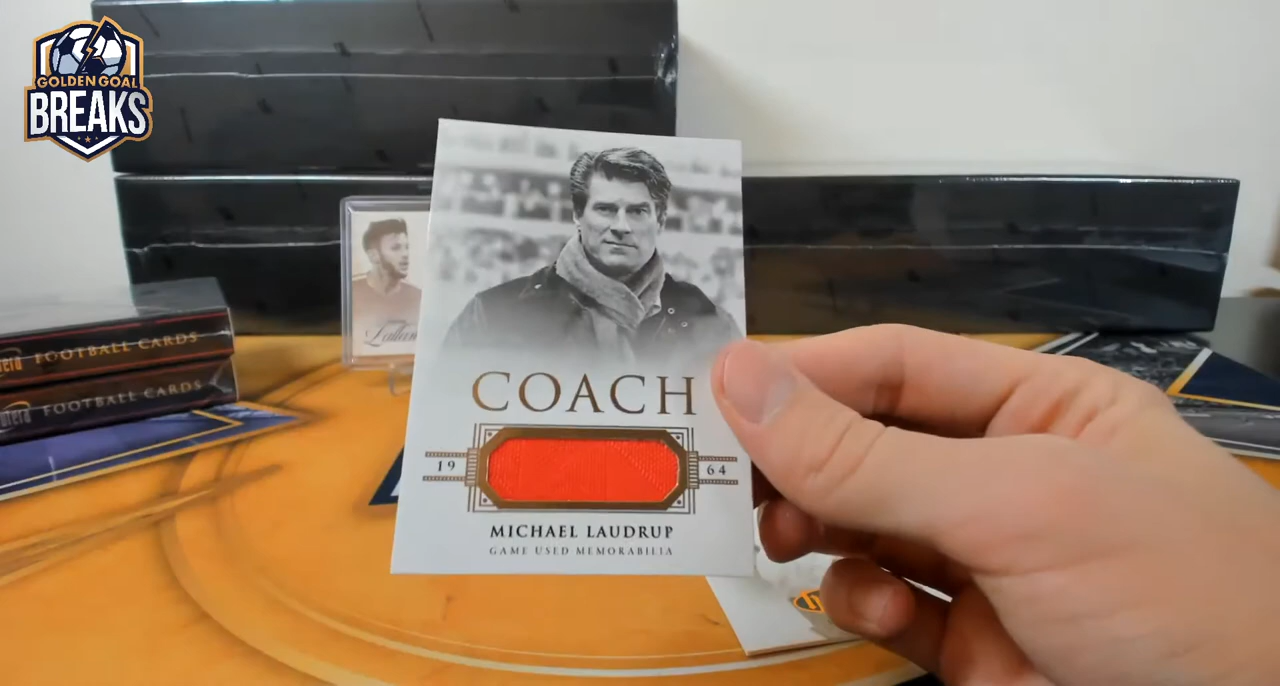 GOLDEN GOAL
BREAKS
COACH
19 64
MICHAEL LAUDRUP
GAME USED MEMORABILIA
FOOTBALL CARDS
FOOTBALL CARDS